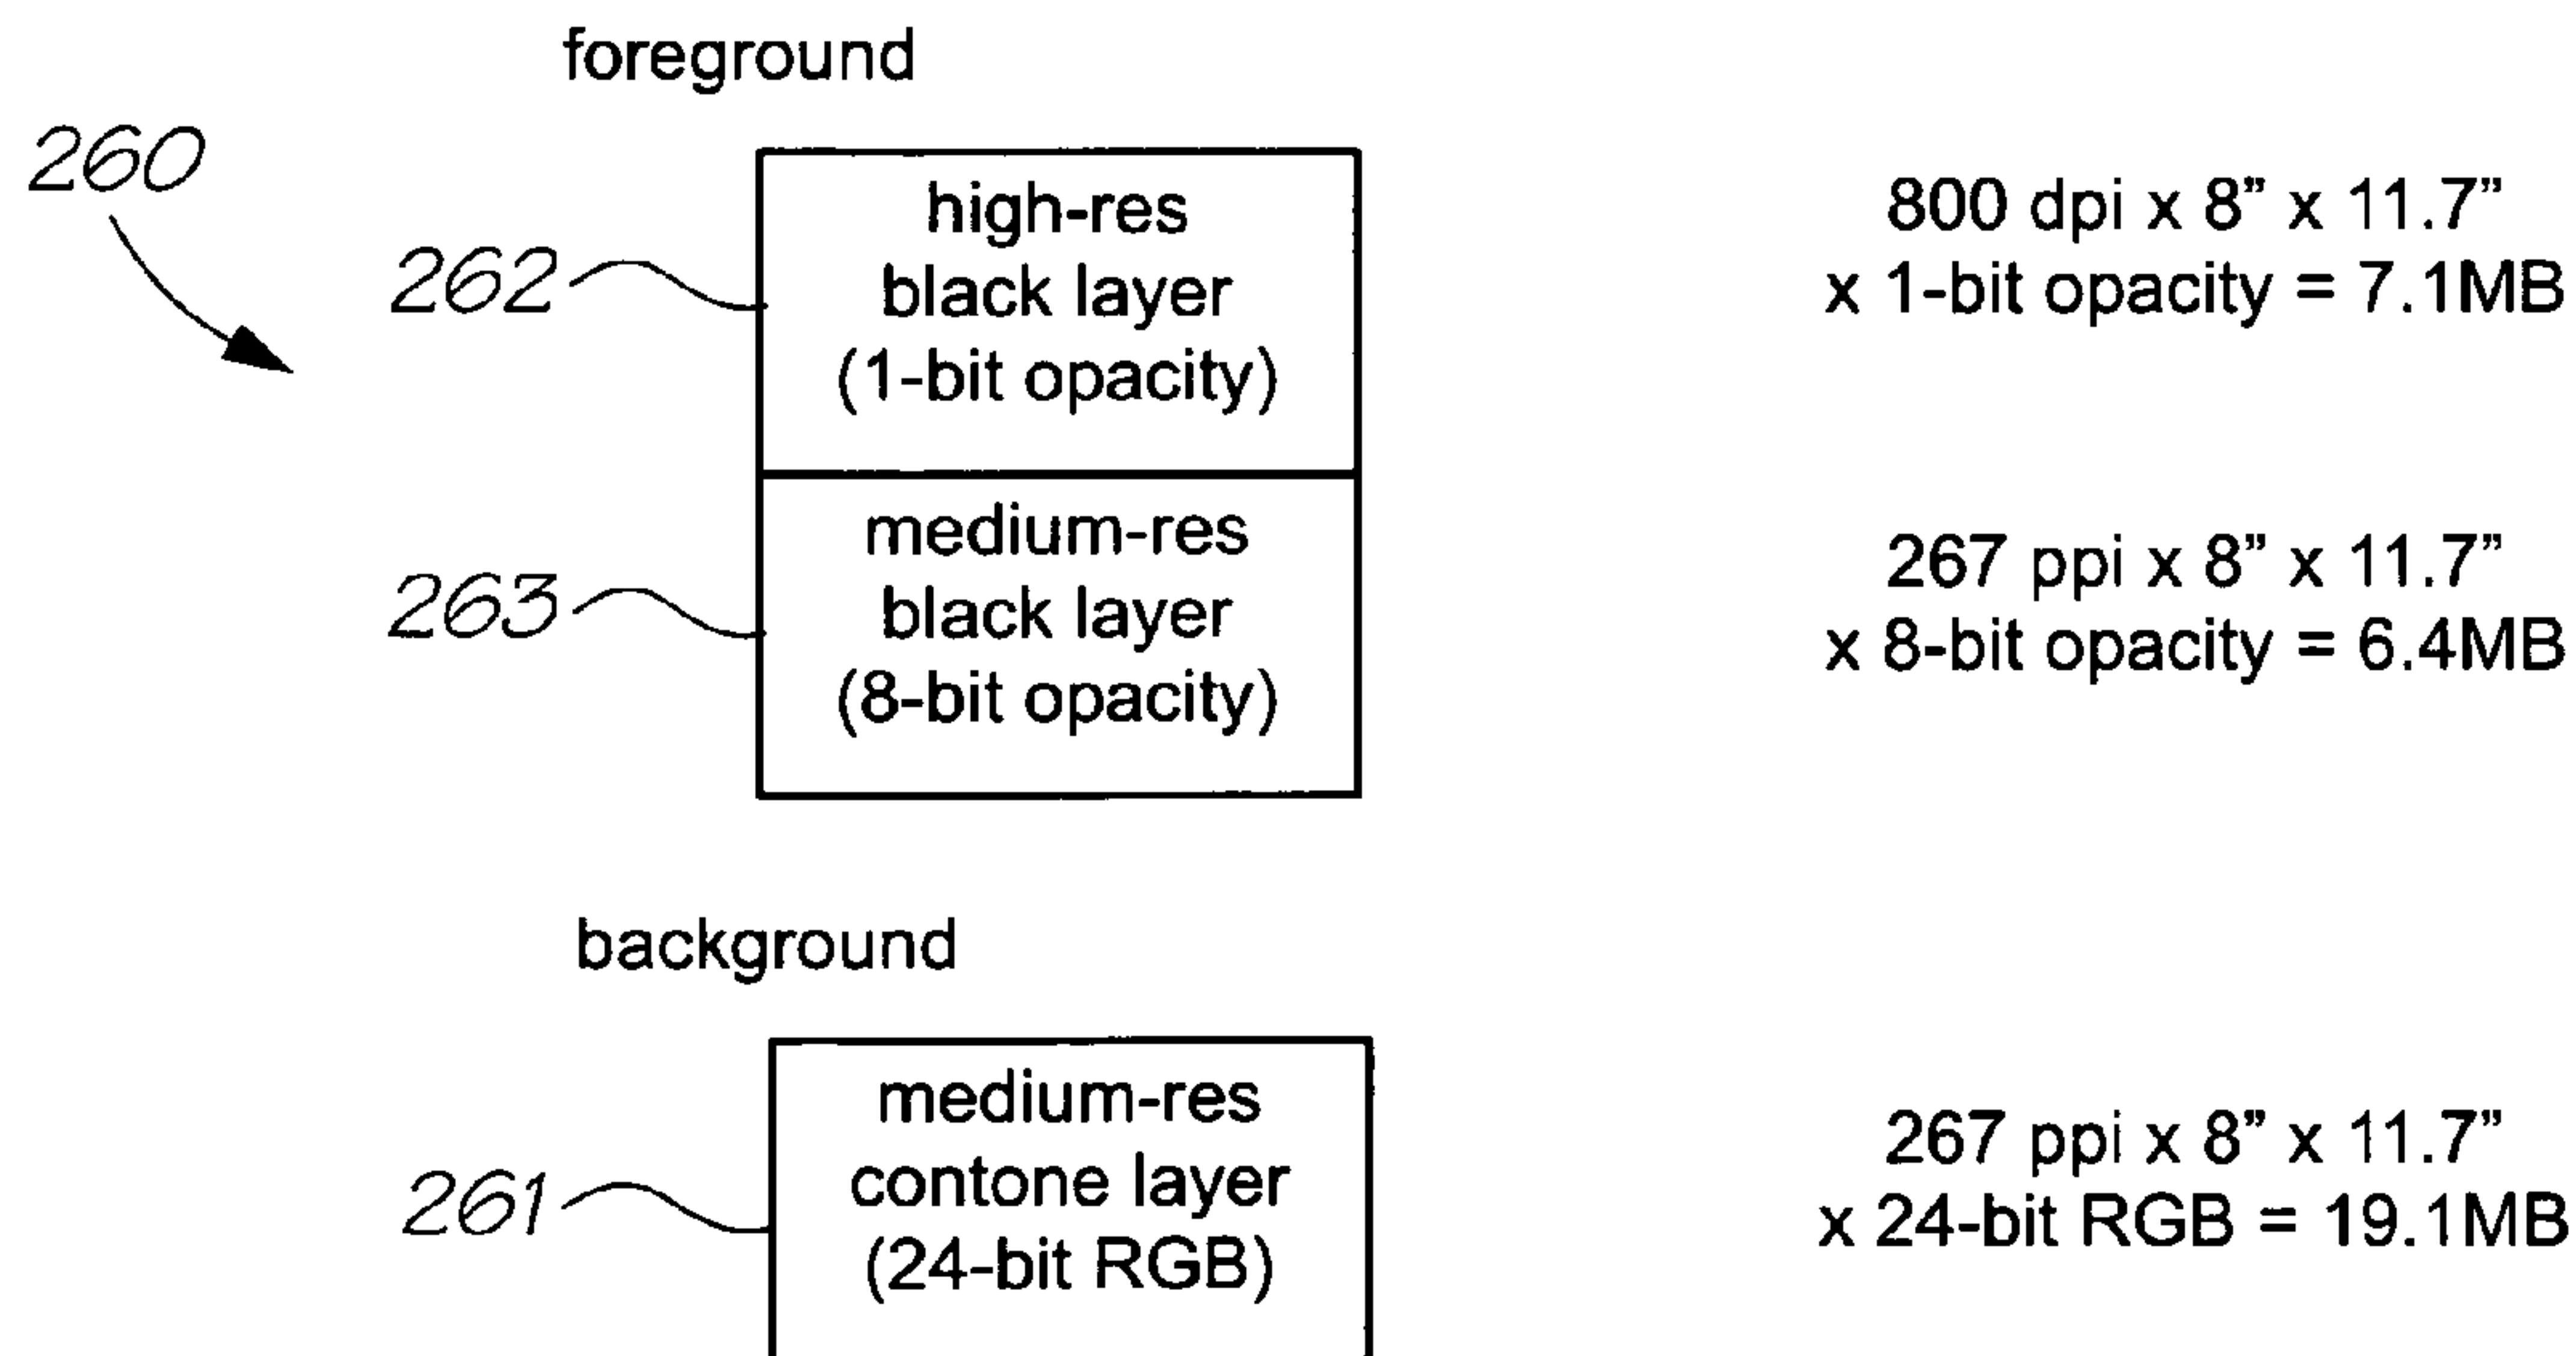 foreground
260
262
high-res
black layer
(1-bit opacity)
800 dpi x 8” x 11.7”
x 1-bit opacity = 7.1MB
263
medium-res
black layer
(8-bit opacity)
267 ppi x 8” x 11.7”
x 8-bit opacity = 6.4MB
background
261
medium-res
contone layer
(24-bit RGB)
267 ppi x 8” x 11.7”
x 24-bit RGB = 19.1MB